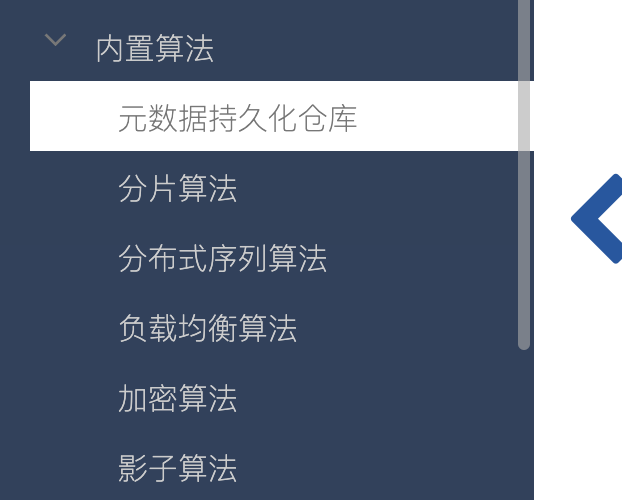 内置算法
元数据持久化仓库
分片算法
分布式序列算法
负载均衡算法
加密算法
影子算法